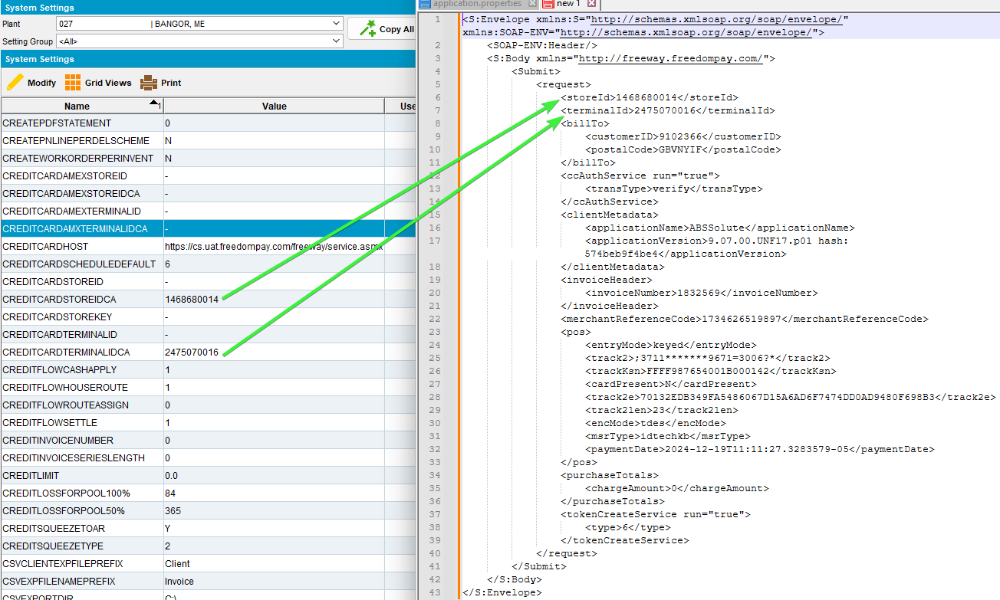 System Settings
Plant 027 | BANGOR, ME
Setting Group <All>
Copy All
System Settings
Modify Grid Views Print
Name 1 Value Use
CREATEPDFSTATEMENT 0
CREATEPNLINEPERDELSCHEME N
CREATEWORKORDERPERINVENT N
CREDITCARDAMEXSTOREID -
CREDITCARDAMEXSTOREIDCA -
CREDITCARDAMEXTERMINALID -
CREDITCARDAMXTERMINALIDCA -
CREDITCARDHOST https://cs.uat.freedompay.com/freeway/service.asmx
CREDITCARDSCHEDULEDEFAULT 6
CREDITCARDSTOREID -
CREDITCARDSTOREIDCA 1468680014
CREDITCARDSTOREKEY -
CREDITCARDTERMINALID -
CREDITCARDTERMINALIDCA 2475070016
CREDITFLOWCASHAPPLY 1
CREDITFLOWHOUSEROUTE 1
CREDITFLOWROUTEASSIGN 0
CREDITFLOWSETTLE 1
CREDITINVOICENUMBER 0
CREDITINVOICESERIESLENGTH 0
CREDITLIMIT 0.0
CREDITLOSSFORPOOL100% 84
CREDITLOSSFORPOOL50% 365
CREDITSQUEEZETOAR Y
CREDITSQUEEZETYPE 2
CSVCLIENTEXPFILEPREFIX Client
CSVEXPFILENAMEPREFIX Invoice
CSVEXPORTDIR C:\
application.properties new 1
1 <S:Envelope xmlns:S="http://schemas.xmlsoap.org/soap/envelope/"
xmlns:SOAP-ENV="http://schemas.xmlsoap.org/soap/envelope/">
2 <SOAP-ENV:Header/>
3 <S:Body xmlns="http://freeway.freedompay.com/">
4 <Submit>
5 <request>
6 <storeId>1468680014</storeId>
7 <terminalId>2475070016</terminalId>
8 <billTo>
9 <customerID>9102366</customerID>
10 <postalCode>GBVNYIF</postalCode>
11 </billTo>
12 <ccAuthService run="true">
13 <transType>verify</transType>
14 </ccAuthService>
15 <clientMetadata>
16 <applicationName>ABSSolute</applicationName>
17 <applicationVersion>9.07.00.UNF17.p01 hash:
574beb9f4be4</applicationVersion>
18 </clientMetadata>
19 <invoiceHeader>
20 <invoiceNumber>1832569</invoiceNumber>
21 </invoiceHeader>
22 <merchantReferenceCode>1734626519897</merchantReferenceCode>
23 <pos>
24 <entryMode>keyed</entryMode>
25 <track2>;3711*******9671=3006?*</track2>
26 <trackKsn>FFFF987654001B000142</trackKsn>
27 <cardPresent>N</cardPresent>
28 <track2e>70132EDB349FA5486067D15A6AD6F7474DD0AD9480F698B3</track2e>
29 <track2len>23</track2len>
30 <encMode>tdes</encMode>
31 <msrType>idtechkb</msrType>
32 <paymentDate>2024-12-19T11:11:27.3283579-05</paymentDate>
33 </pos>
34 <purchaseTotals>
35 <chargeAmount>0</chargeAmount>
36 </purchaseTotals>
37 <tokenCreateService run="true">
38 <type>6</type>
39 </tokenCreateService>
40 </request>
41 </Submit>
42 </S:Body>
43 </S:Envelope>